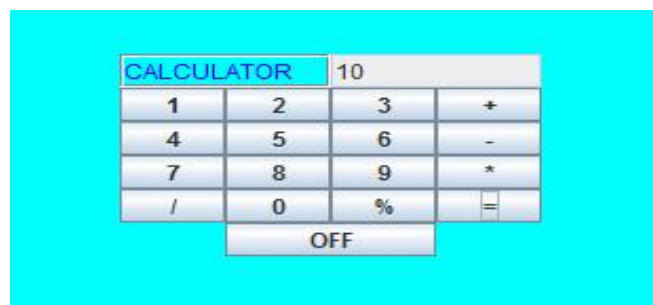 CALCULATOR 10
1 2 3 +
4 5 6 -
7 8 9 *
/ 0 % =
OFF